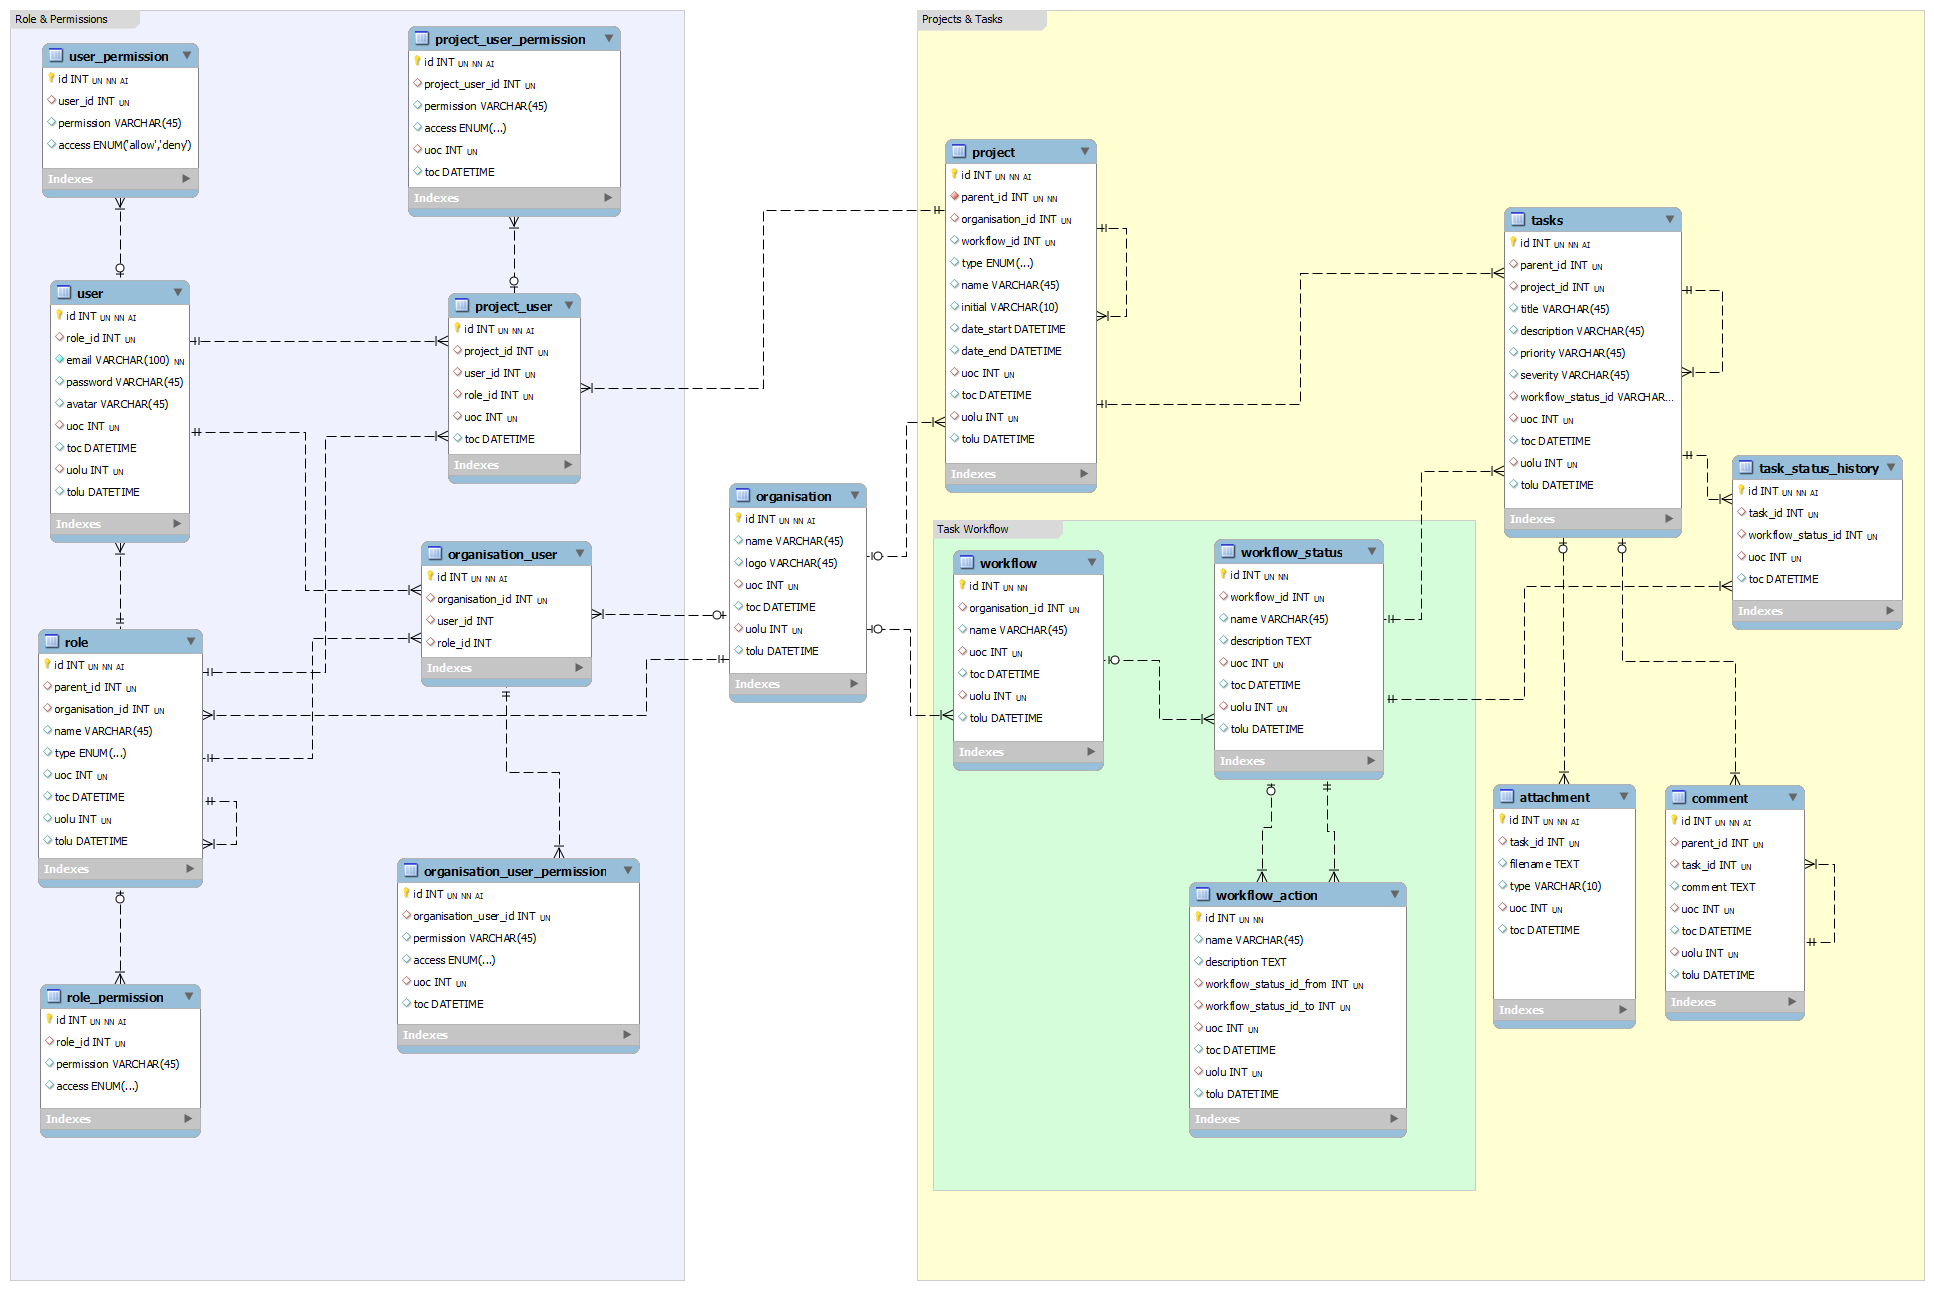 Role & Permissions
user_permission
id INT UN NN AI
user_id INT UN
permission VARCHAR(45)
access ENUM('allow','deny')
Indexes
project_user_permission
id INT UN NN AI
project_user_id INT UN
permission VARCHAR(45)
access ENUM(...)
uoc INT UN
toc DATETIME
Indexes
user
id INT UN NN AI
role_id INT UN
email VARCHAR(100) NN
password VARCHAR(45)
avatar VARCHAR(45)
uoc INT UN
toc DATETIME
uolu INT UN
tolu DATETIME
Indexes
project_user
id INT UN NN AI
project_id INT UN
user_id INT UN
role_id INT UN
uoc INT UN
toc DATETIME
Indexes
organisation_user
id INT UN NN AI
organisation_id INT UN
user_id INT
role_id INT
Indexes
role
id INT UN NN AI
parent_id INT UN
organisation_id INT UN
name VARCHAR(45)
type ENUM(...)
uoc INT UN
toc DATETIME
uolu INT UN
tolu DATETIME
Indexes
organisation_user_permission
id INT UN NN AI
organisation_user_id INT UN
permission VARCHAR(45)
access ENUM(...)
uoc INT UN
toc DATETIME
Indexes
role_permission
id INT UN NN AI
role_id INT UN
permission VARCHAR(45)
access ENUM(...)
Indexes
organisation
id INT UN NN AI
name VARCHAR(45)
logo VARCHAR(45)
uoc INT UN
toc DATETIME
uolu INT UN
tolu DATETIME
Indexes
Projects & Tasks
project
id INT UN NN AI
parent_id INT UN NN
organisation_id INT UN
workflow_id INT UN
type ENUM(...)
name VARCHAR(45)
initial VARCHAR(10)
date_start DATETIME
date_end DATETIME
uoc INT UN
toc DATETIME
uolu INT UN
tolu DATETIME
Indexes
tasks
id INT UN NN AI
parent_id INT UN
project_id INT UN
title VARCHAR(45)
description VARCHAR(45)
priority VARCHAR(45)
severity VARCHAR(45)
workflow_status_id VARCHAR...
uoc INT UN
toc DATETIME
uolu INT UN
tolu DATETIME
Indexes
task_status_history
id INT UN NN AI
task_id INT UN
workflow_status_id INT UN
uoc INT UN
toc DATETIME
Indexes
Task Workflow
workflow
id INT UN NN
organisation_id INT UN
name VARCHAR(45)
uoc INT UN
toc DATETIME
uolu INT UN
tolu DATETIME
Indexes
workflow_status
id INT UN NN
workflow_id INT UN
name VARCHAR(45)
description TEXT
uoc INT UN
toc DATETIME
uolu INT UN
tolu DATETIME
Indexes
workflow_action
id INT UN NN
name VARCHAR(45)
description TEXT
workflow_status_id_from INT UN
workflow_status_id_to INT UN
uoc INT UN
toc DATETIME
uolu INT UN
tolu DATETIME
Indexes
attachment
id INT UN NN AI
task_id INT UN
filename TEXT
type VARCHAR(10)
uoc INT UN
toc DATETIME
Indexes
comment
id INT UN NN AI
parent_id INT UN
task_id INT UN
comment TEXT
uoc INT UN
toc DATETIME
uolu INT UN
tolu DATETIME
Indexes